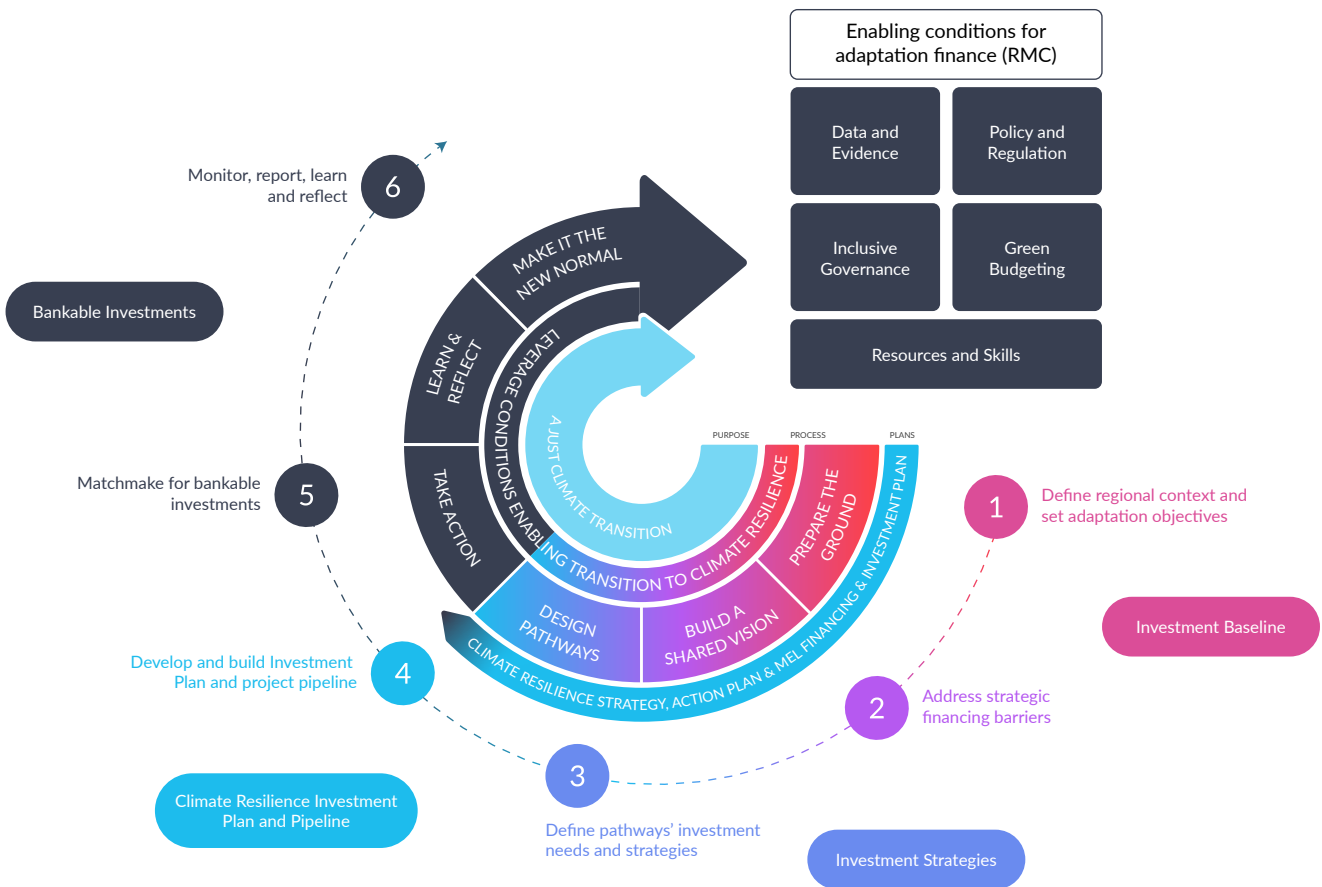 Enabling conditions for
adaptation finance (RMC)
Data and
Evidence
Policy and
Regulation
Inclusive
Governance
Green
Budgeting
Resources and Skills
Monitor, report, learn
and reflect
6
Bankable Investments
Matchmake for bankable
investments
5
Develop and build Investment
Plan and project pipeline
4
Climate Resilience Investment
Plan and Pipeline
3
Define pathways’ investment
needs and strategies
Investment Strategies
2
Address strategic
financing barriers
Investment Baseline
1
Define regional context and
set adaptation objectives
PURPOSE
PROCESS
PLANS
A JUST CLIMATE TRANSITION
LEVERAGE CONDITIONS ENABLING TRANSITION TO CLIMATE RESILIENCE
PREPARE THE
GROUND
BUILD A
SHARED VISION
DESIGN
PATHWAYS
TAKE ACTION
LEARN &
REFLECT
MAKE IT THE
NEW NORMAL
CLIMATE RESILIENCE STRATEGY, ACTION PLAN & MEL FINANCING & INVESTMENT PLAN